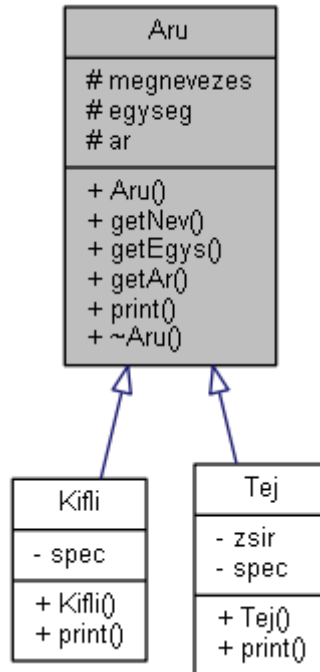 Aru
# megnevezes
# egyseg
# ar
+ Aru()
+ getNev()
+ getEgys()
+ getAr()
+ print()
+ ~Aru()
Kifli
- spec
+ Kifli()
+ print()
Tej
- zsir
- spec
+ Tej()
+ print()